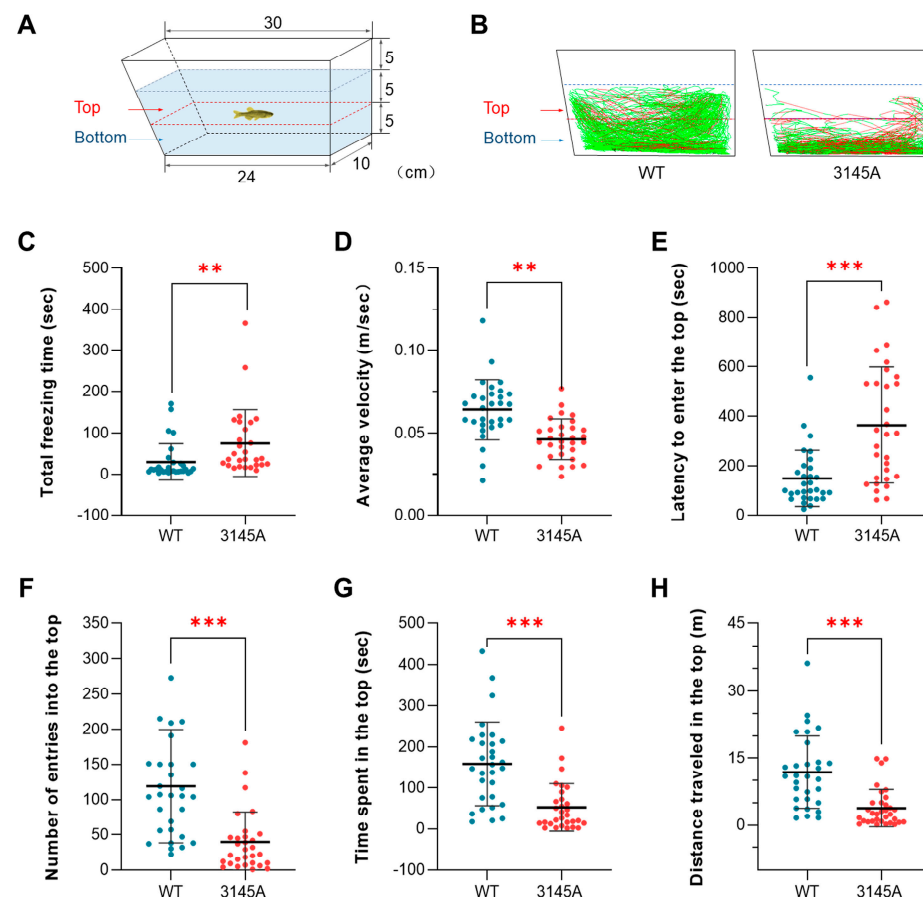 A
30
5
5
5
Top
Bottom
10
24
(cm)
B
Top
Bottom
WT
3145A
C
**
Total freezing time (sec)
500
400
300
200
100
0
-100
WT
3145A
D
**
Average velocity (m/sec)
0.15
0.10
0.05
0.00
WT
3145A
E
***
Latency to enter the top (sec)
1000
800
600
400
200
0
WT
3145A
F
***
Number of entries into the top
350
300
250
200
150
100
50
0
WT
3145A
G
***
Time spent in the top (sec)
500
400
300
200
100
0
-100
WT
3145A
H
***
Distance traveled in the top (m)
45
30
15
0
WT
3145A